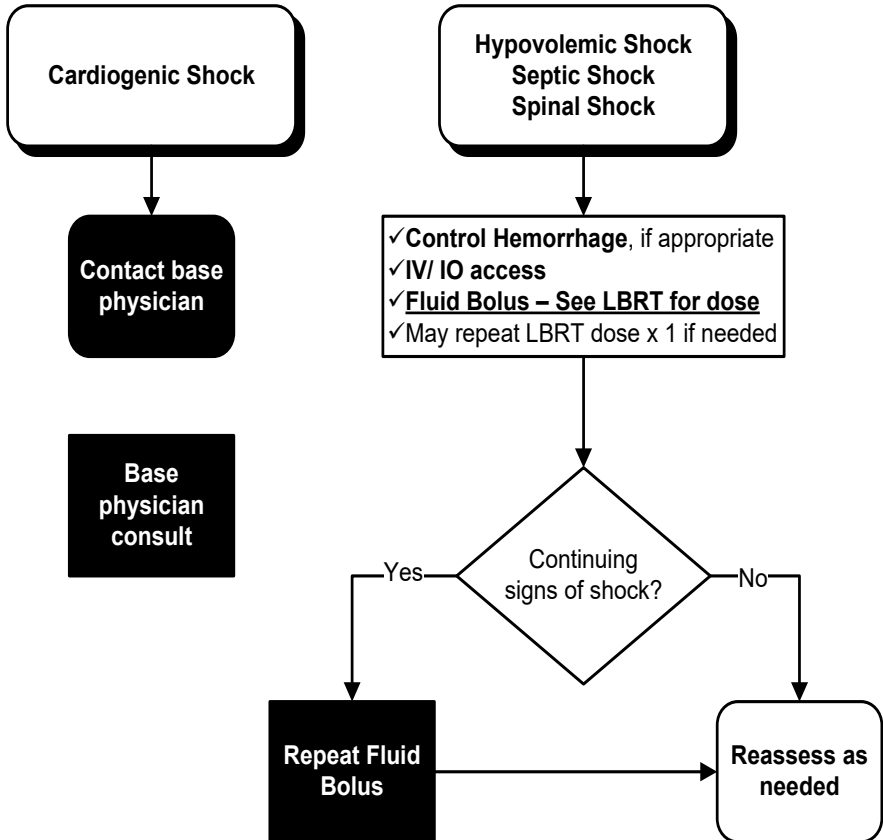 Cardiogenic Shock
Hypovolemic Shock
Septic Shock
Spinal Shock
Contact base
physician
✓Control Hemorrhage, if appropriate
✓IV/ IO access
✓Fluid Bolus – See LBRT for dose
✓May repeat LBRT dose x 1 if needed
Base
physician
consult
Continuing
signs of shock?
Yes
No
Repeat Fluid
Bolus
Reassess as
needed